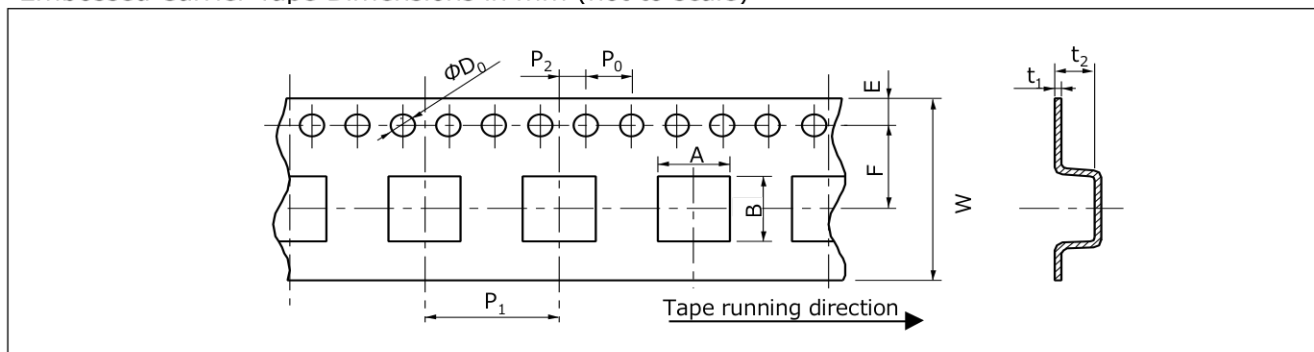 Embossed Carrier Tape Dimensions in mm (not to scale)
ΦD₀
P₂
P₀
t₂
t₁
E
A
F
B
W
P₁
Tape running direction